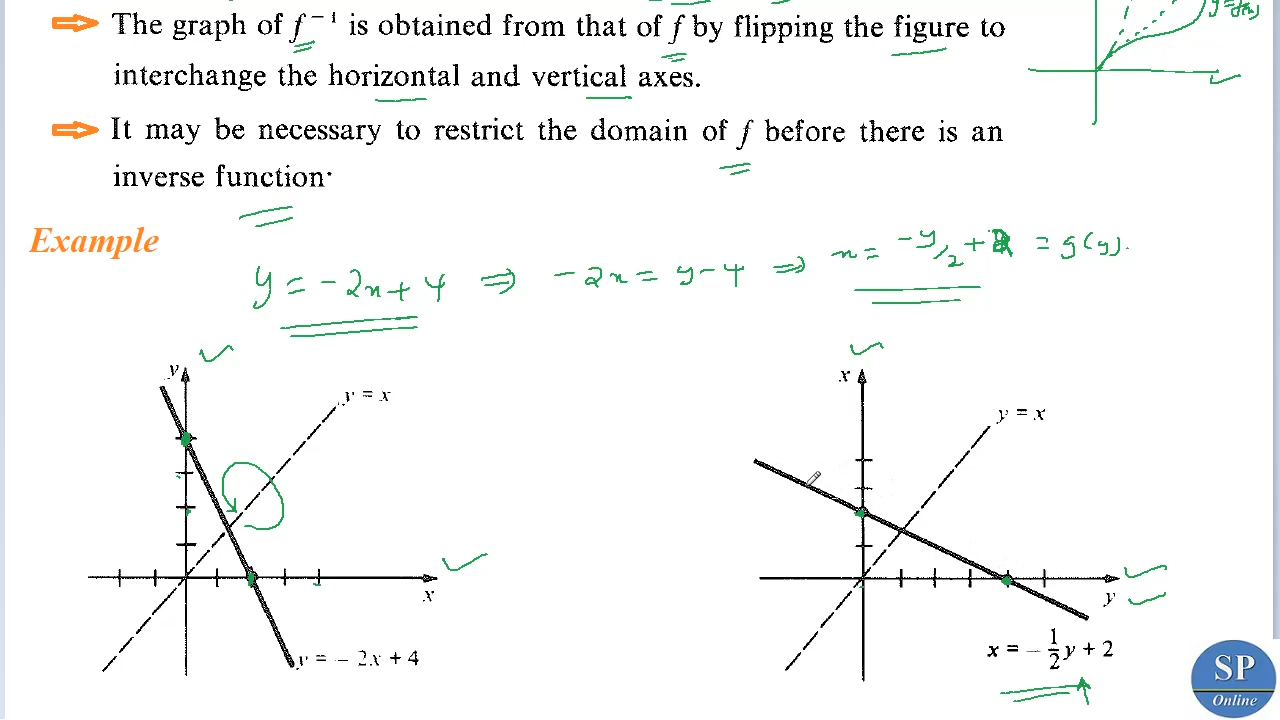 The graph of f⁻¹ is obtained from that of f by flipping the figure to
interchange the horizontal and vertical axes.
It may be necessary to restrict the domain of f before there is an
inverse function·
Example
y = -2x + 4 ⇒ -2x = y - 4 ⇒ x = -y/2 + 2 = g(y).
y
y = x
x
y = - 2x + 4
x
y = x
y
x = - 1/2 y + 2
SP
Online